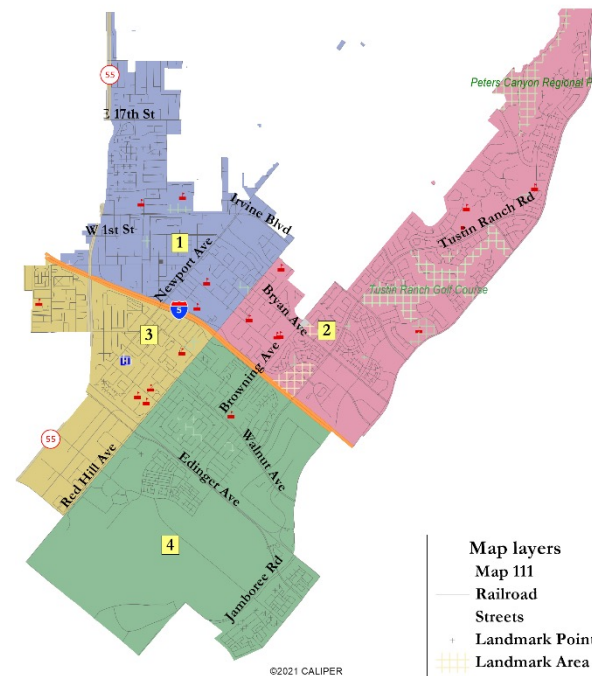 55
Peters Canyon Regional P
E 17th St
Tustin Ranch Rd
Irvine Blvd
W 1st St
1
Newport Ave
Tustin Ranch Golf Course
5
Bryan Ave
2
3
H
Browning Ave
55
Walnut Ave
Red Hill Ave
Edinger Ave
4
Jamboree Rd
Map layers
Map 111
Railroad
Streets
Landmark Point
Landmark Area
©2021 CALIPER